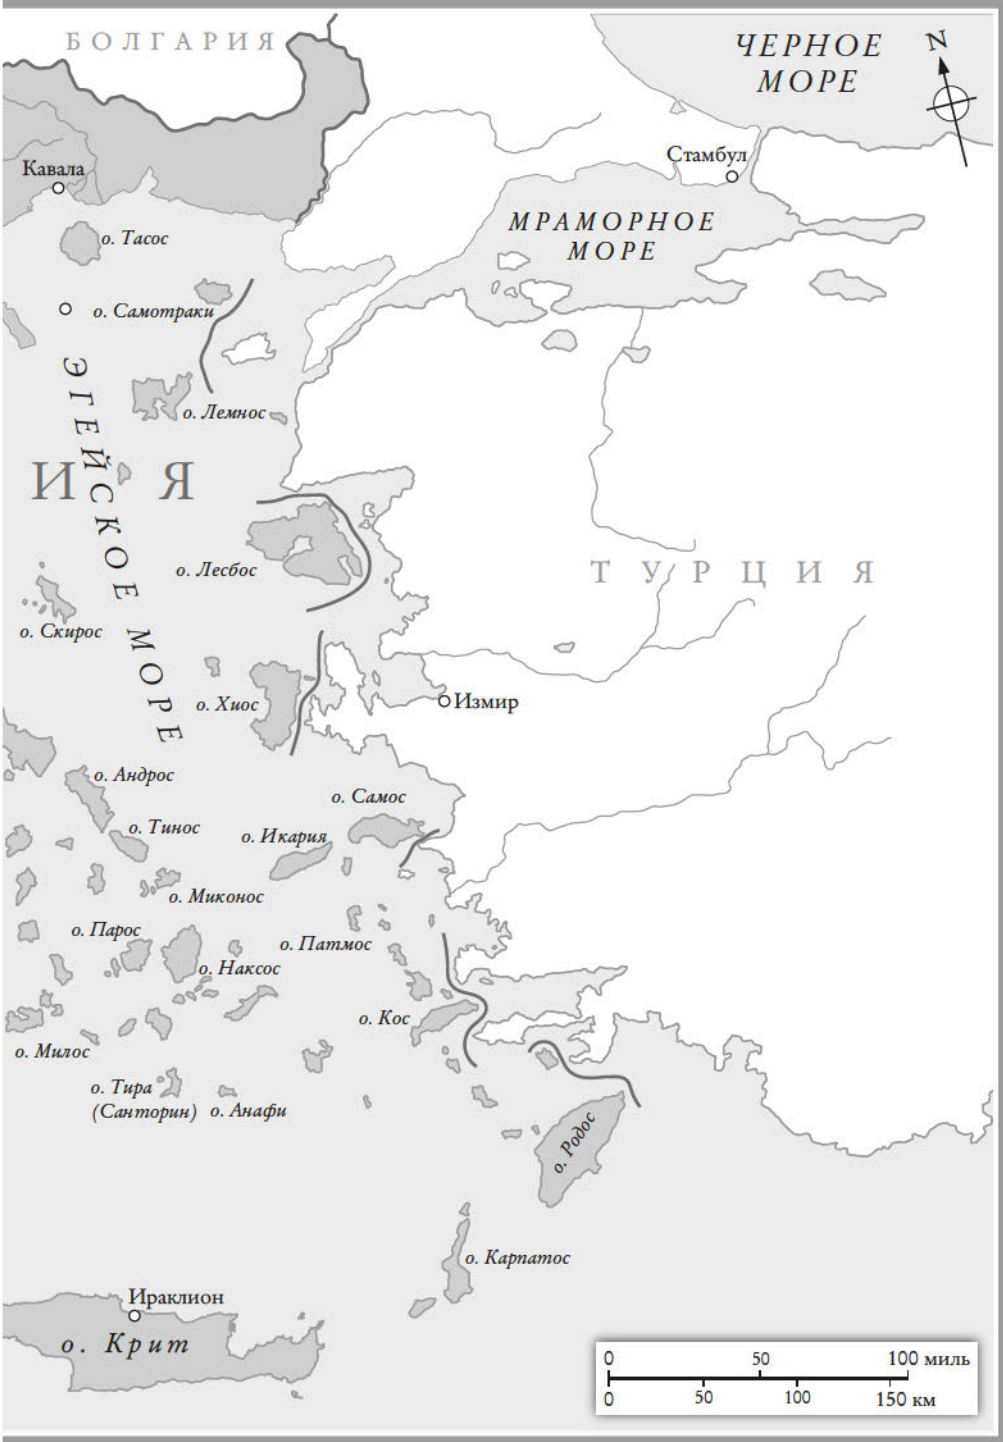 БОЛГАРИЯ
ЧЕРНОЕ
МОРЕ
N
Стамбул
Кавала
МРАМОРНОЕ
МОРЕ
о. Тасос
о. Самотраки
ЭГЕЙСКОЕ МОРЕ
о. Лемнос
И Я
ТУРЦИЯ
о. Лесбос
о. Скирос
о. Хиос
Измир
о. Андрос
о. Самос
о. Тинос
о. Икария
о. Миконос
о. Парос
о. Патмос
о. Наксос
о. Кос
о. Милос
о. Тира
(Санторин)
о. Анафи
о. Родос
о. Карпатос
Ираклион
о. Крит
0 50 100 миль
0 50 100 150 км